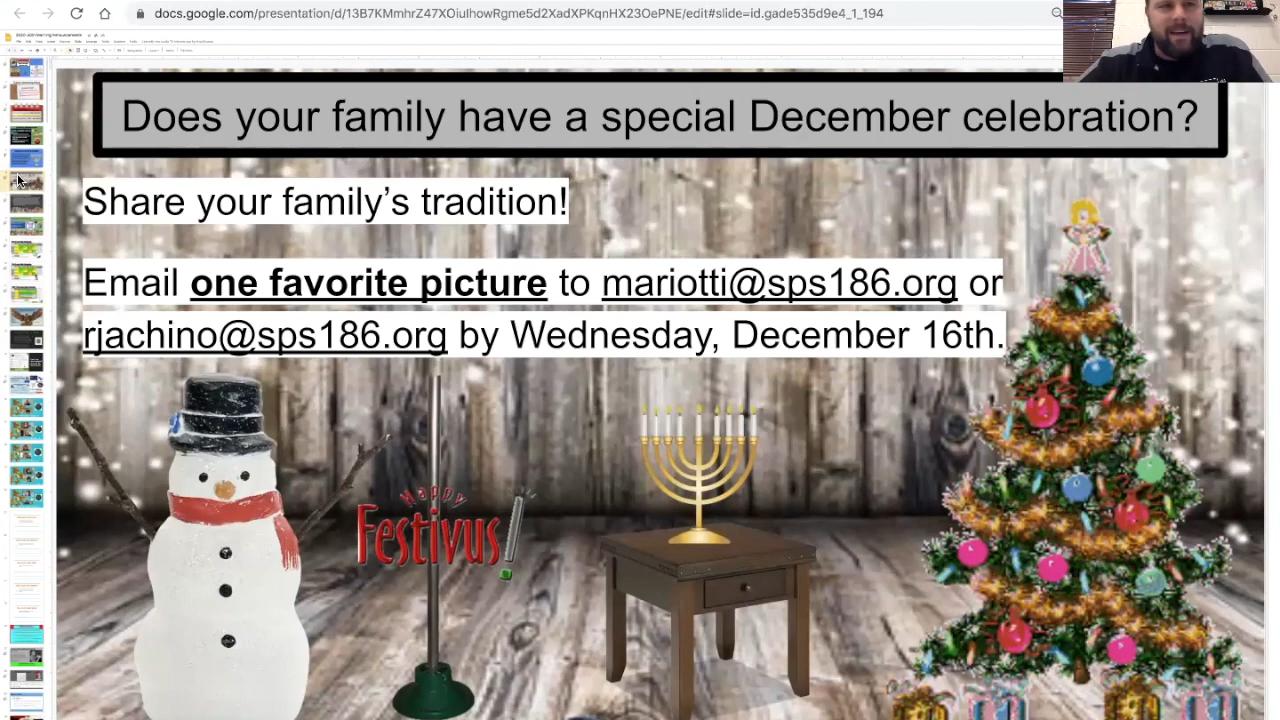 docs.google.com/presentation/d/13B7KMmhrZ47XOiuIhowRgme5d2XadXPKqnHX23OePNE/edit#slide=id.gade535d9e4_1_194
Does your family have a special December celebration?
Share your family’s tradition!
Email one favorite picture to mariotti@sps186.org or
rjachino@sps186.org by Wednesday, December 16th.
Happy
Festivus!